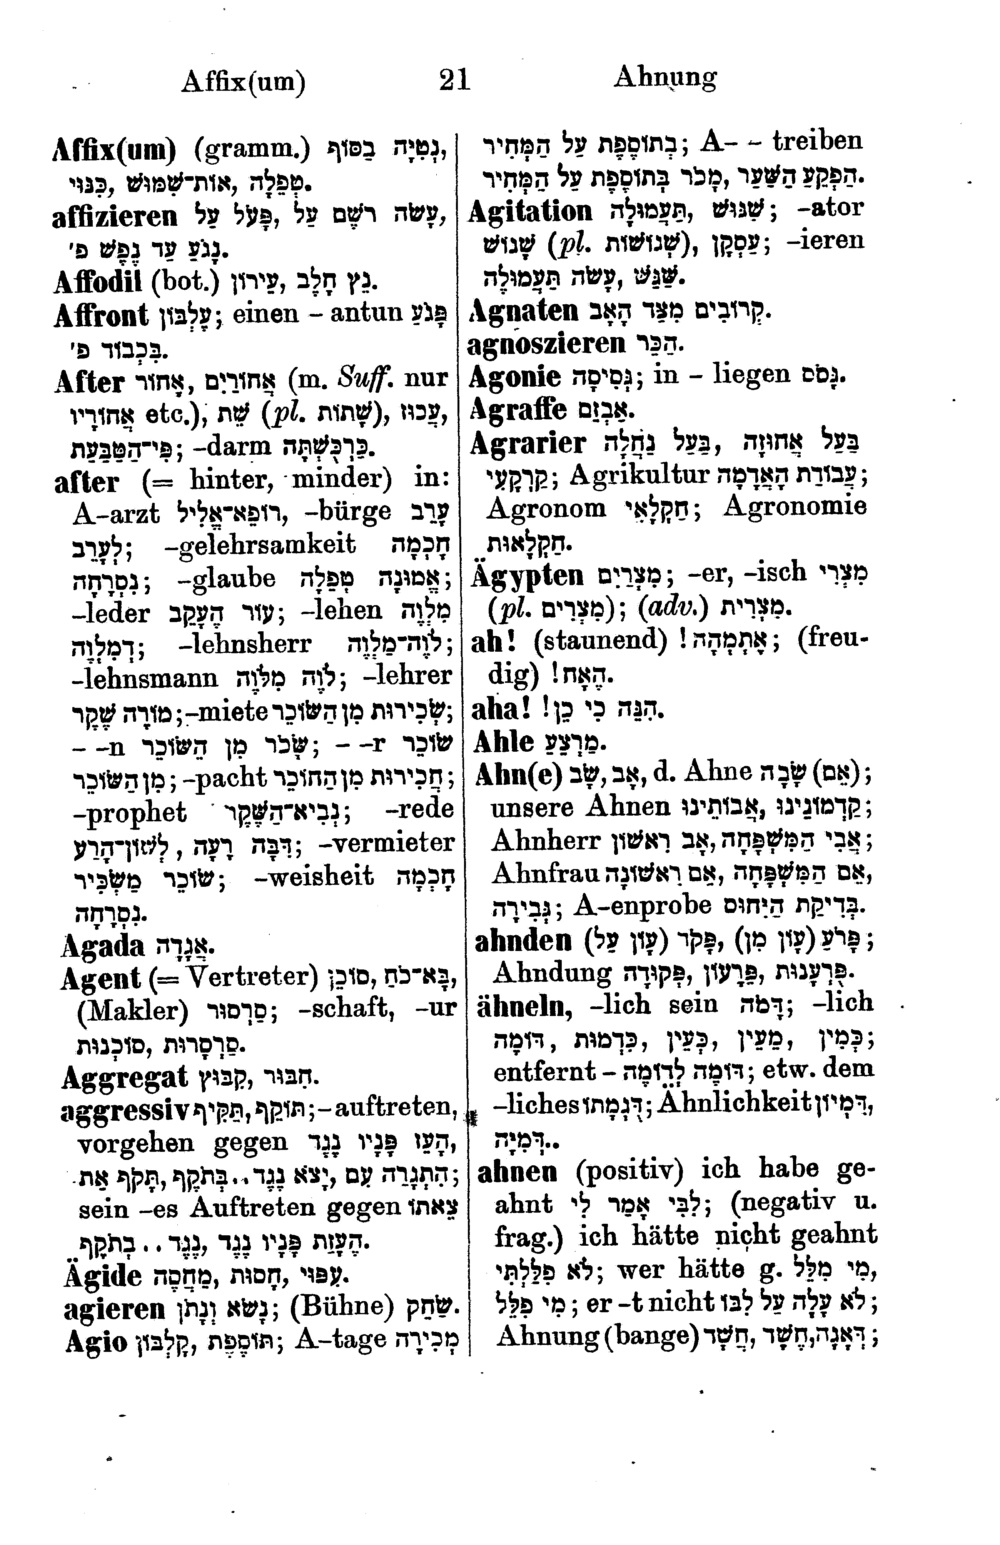 Affix(um) 21 Ahnung
Affix(um) (gramm.) נְטִיָּה בַסּוֹף,
טְפֵלָה, אוֹת־שִׁמּוּשׁ, כִּנּוּי.
affizieren עָשָׂה רשֶׁם עַל, פָּעֹל עַל,
נָגֹעַ עַד נֶפֶשׁ פ'.
Affodil (bot.) נֵץ חָלָב, עִירוֹן.
Affront עֶלְבּוֹן; einen – antun פָּגֹעַ
בִּכְבוֹד פ'.
After אֲחוֹרַיִם, אָחוֹר (m. Suff. nur
אֲחוֹרָיו etc.), שֵׁת (pl. שָׁתוֹת), עַכּוּז,
פִּי־הַטַּבַּעַת; –darm כַּרְכֻּשְׁתָּה.
after (= hinter, minder) in:
A–arzt רוֹפֵא־אֱלִיל, –bürge עָרֵב
לְעָרֵב; –gelehrsamkeit חָכְמָה
נִסְרָחָה; –glaube אֱמוּנָה טְפֵלָה;
–leder עוֹר הֶעָקֵב; –lehen מִלְוֶה
דְמִלְוֶה; –lehnsherr לֹוֶה־מַלְוֶה;
–lehnsmann לֹוֶה מִלֹּוֶה; –lehrer
מוֹרֶה שֶׁקֶר; –miete שְׂכִירוּת מִן הַשּׂוֹכֵר;
– –n שָׂכֹר מִן הַשּׂוֹכֵר; – –r שׂוֹכֵר
מִן הַשּׂוֹכֵר; –pacht חֲכִירוּת מִן הַחוֹכֵר;
–prophet נְבִיא־הַשֶּׁקֶר; –rede
דִּבָּה רָעָה, לְשׁוֹן־הָרַע; –vermieter
שׂוֹכֵר מַשְׂכִּיר; –weisheit חָכְמָה
נִסְרָחָה.
Agada אַגָּדָה.
Agent (= Vertreter) בָּא־כֹחַ, סוֹכֵן,
(Makler) סַרְסוּר; –schaft, –ur
סַרְסָרוּת, סוֹכְנוּת.
Aggregat חִבּוּר, קִבּוּץ.
aggressiv תּוֹקֵף, תַּקִּיף; – auftreten,
vorgehen gegen הָעֵז פָּנָיו נֶגֶד,
הִתְגָּרֵה עִם, יָצֹא נֶגֶד.. בְּתֹקֶף, תָּקֹף אֶת;
sein –es Auftreten gegen צֵאתוֹ
הֶעָזַת פָּנָיו נֶגֶד, נֶגֶד.. בְּתֹקֶף.
Ägide מַחֲסֶה, חָסוּת, עִפּוּי.
agieren נָשֹׂא וְנָתֹן; (Bühne) שַׂחֵק.
Agio תּוֹסֶפֶת, קָלְבּוֹן; A–tage מְכִירָה
בְּתוֹסֶפֶת עַל הַמְּחִיר; A– – treiben
הַפְקֵעַ הַשַּׁעַר, מָכֹר בְּתוֹסֶפֶת עַל הַמְּחִיר.
Agitation תַּעֲמוּלָה, שִׁגּוּשׁ; –ator
שָׁגוֹשׁ (pl. שָׁגוֹשׁוֹת), עַסְקָן; –ieren
שַׁגֵּשׁ, עָשֹׂה תַּעֲמוּלָה.
Agnaten קְרוֹבִים מִצַּד הָאָב.
agnoszieren הַכֵּר.
Agonie גְּסִיסָה; in – liegen גָּסֹס.
Agraffe אַבְזָם.
Agrarier בַּעַל אֲחוּזָה, בַּעַל נַחֲלָה
קַרְקָעִי; Agrikultur עֲבוֹדַת הָאֲדָמָה;
Agronom חַקְלָאִי; Agronomie
חַקְלָאוּת.
Ägypten מִצְרַיִם; –er, –isch מִצְרִי
(pl. מִצְרִים); (adv.) מִצְרִית.
ah! (staunend) אֶתְמָהָה!; (freu-
dig) הֶאָח!.
aha! הִנֵּה כִּי כֵן!.
Ahle מַרְצֵעַ.
Ahn(e) אָב, שָׂב, d. Ahne (אֵם) שָׂבָה;
unsere Ahnen קַדְמוֹנֵינוּ, אֲבוֹתֵינוּ;
Ahnherr אֲבִי הַמִּשְׁפָּחָה, אָב רִאשׁוֹן;
Ahnfrau אֵם הַמִּשְׁפָּחָה, אֵם רִאשׁוֹנָה,
גְּבִירָה; A–enprobe בְּדִיקַת הַיִּחוּס.
ahnden פָּרֹעַ (עָוֹן מִן), פָּקֹד (עָוֹן עַל);
Ahndung פֻּרְעָנוּת, פֵּרָעוֹן, פְּקוּדָה.
ähneln, –lich sein דָּמֹה; –lich
כְּמִין, מֵעֵין, כְּעֵין, כִּדְמוּת, דּוֹמֶה;
entfernt – דּוֹמֶה לְדוֹמֶה; etw. dem
–liches דֻּגְמָתוֹ; Ähnlichkeit דִּמְיוֹן,
דְּמִיָּה..
ahnen (positiv) ich habe ge-
ahnt לִבִּי אָמַר לִי; (negativ u.
frag.) ich hätte nicht geahnt
לֹא פִלַּלְתִּי; wer hätte g. מִי מִלֵּל,
מִי פִלֵּל; er –t nicht לֹא עָלָה עַל לִבּוֹ;
Ahnung (bange) דְּאָגָה, חֶשָׁד, חֲשָׁד;